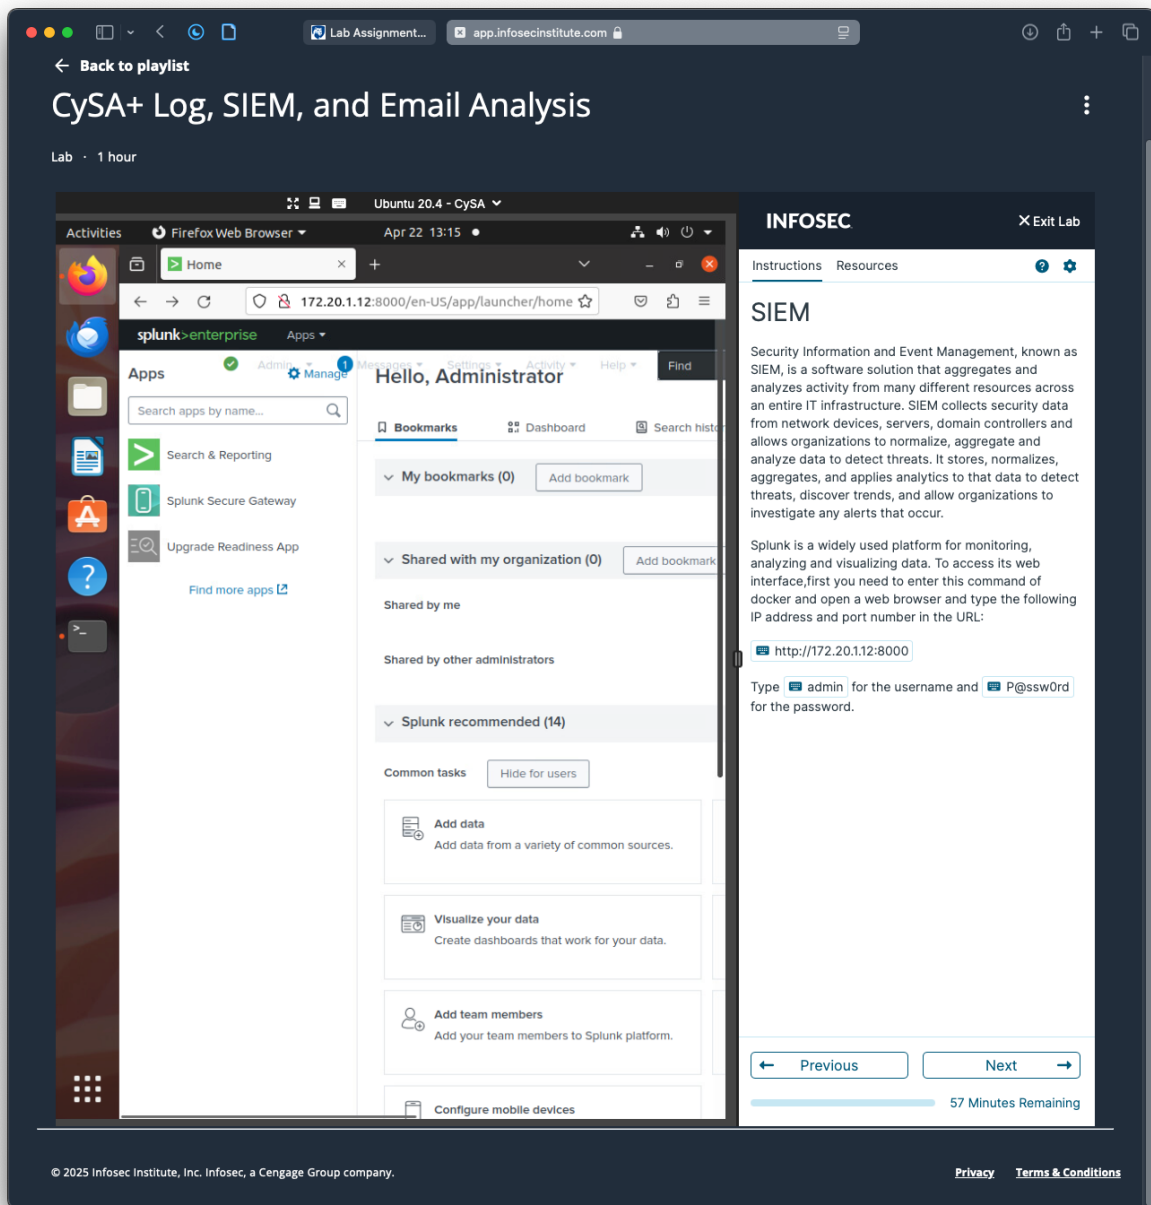 Lab Assignment...
app.infosecinstitute.com
← Back to playlist
CySA+ Log, SIEM, and Email Analysis
Lab · 1 hour
Ubuntu 20.4 - CySA
Activities
Firefox Web Browser
Apr 22 13:15
Home
172.20.1.12:8000/en-US/app/launcher/home
splunk>enterprise
Apps
Admin...
1
Messages
Settings
Activity
Help
Find
Apps
Manage
Search apps by name...
Search & Reporting
Splunk Secure Gateway
Upgrade Readiness App
Find more apps
Hello, Administrator
Bookmarks
Dashboard
Search histo
My bookmarks (0)
Add bookmark
Shared with my organization (0)
Add bookmark
Shared by me
Shared by other administrators
Splunk recommended (14)
Common tasks
Hide for users
Add data
Add data from a variety of common sources.
Visualize your data
Create dashboards that work for your data.
Add team members
Add your team members to Splunk platform.
Configure mobile devices
INFOSEC
Exit Lab
Instructions
Resources
SIEM
Security Information and Event Management, known as
SIEM, is a software solution that aggregates and
analyzes activity from many different resources across
an entire IT infrastructure. SIEM collects security data
from network devices, servers, domain controllers and
allows organizations to normalize, aggregate and
analyze data to detect threats. It stores, normalizes,
aggregates, and applies analytics to that data to detect
threats, discover trends, and allow organizations to
investigate any alerts that occur.
Splunk is a widely used platform for monitoring,
analyzing and visualizing data. To access its web
interface,first you need to enter this command of
docker and open a web browser and type the following
IP address and port number in the URL:
http://172.20.1.12:8000
Type admin for the username and P@ssw0rd
for the password.
← Previous
Next →
57 Minutes Remaining
© 2025 Infosec Institute, Inc. Infosec, a Cengage Group company.
Privacy
Terms & Conditions